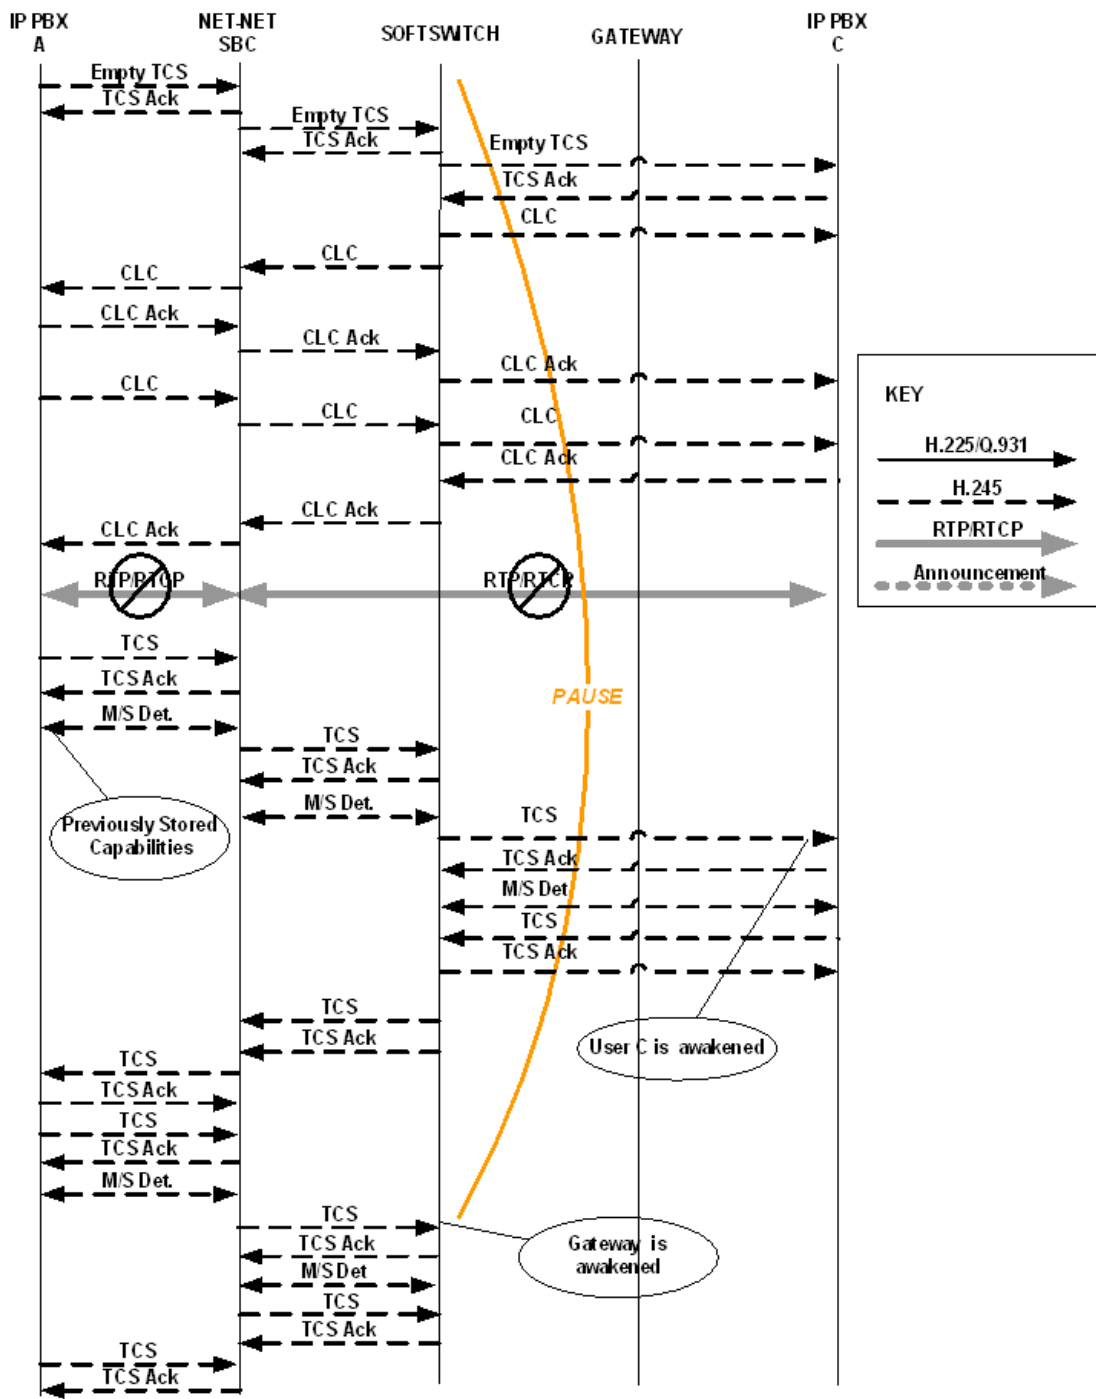 IP PBX
A
NET-NET
SBC
SOFTSWITCH
GATEWAY
IP PBX
C
Empty TCS
TCS Ack
Empty TCS
TCS Ack
Empty TCS
TCS Ack
CLC
CLC
CLC
CLC Ack
CLC Ack
CLC Ack
CLC
CLC
CLC
CLC Ack
CLC Ack
CLC Ack
KEY
H.225/Q.931
H.245
RTP/RTCP
Announcement
RTP/RTCP
RTP/RTCP
TCS
TCS Ack
M/S Det.
PAUSE
TCS
TCS Ack
M/S Det.
Previously Stored
Capabilities
TCS
TCS Ack
M/S Det
TCS
TCS Ack
TCS
TCS Ack
User C is awakened
TCS
TCS Ack
TCS
TCS Ack
M/S Det.
TCS
TCS Ack
M/S Det
TCS
TCS Ack
Gateway is
awakened
TCS
TCS Ack